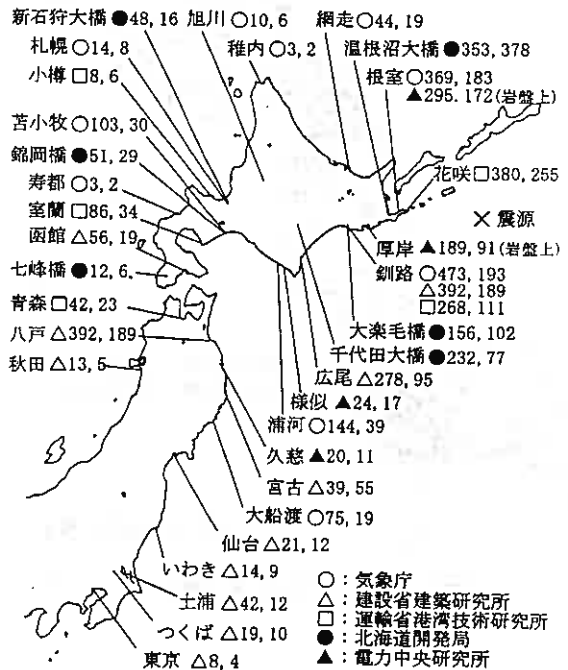 新石狩大橋 ●48, 16
旭川 ○10, 6
網走 ○44, 19
札幌 ○14, 8
稚内 ○3, 2
温根沼大橋 ●353, 378
小樽 □8, 6
根室 ○369, 183
▲295. 172 (岩盤上)
苫小牧 ○103, 30
錦岡橋 ●51, 29
花咲 □380, 255
寿都 ○3, 2
室蘭 □86, 34
× 震源
函館 △56, 19
厚岸 ▲189, 91 (岩盤上)
七峰橋 ●12, 6.
釧路 ○473, 193
△392, 189
□268, 111
青森 □42, 23
大楽毛橋 ●156, 102
八戸 △392, 189
千代田大橋 ●232, 77
秋田 △13, 5
広尾 △278, 95
様似 ▲24, 17
浦河 ○144, 39
久慈 ▲20, 11
宮古 △39, 55
大船渡 ○75, 19
仙台 △21, 12
いわき △14, 9
土浦 △42, 12
つくば △19, 10
東京 △8, 4
○：気象庁
△：建設省建築研究所
□：運輸省港湾技術研究所
●：北海道開発局
▲：電力中央研究所